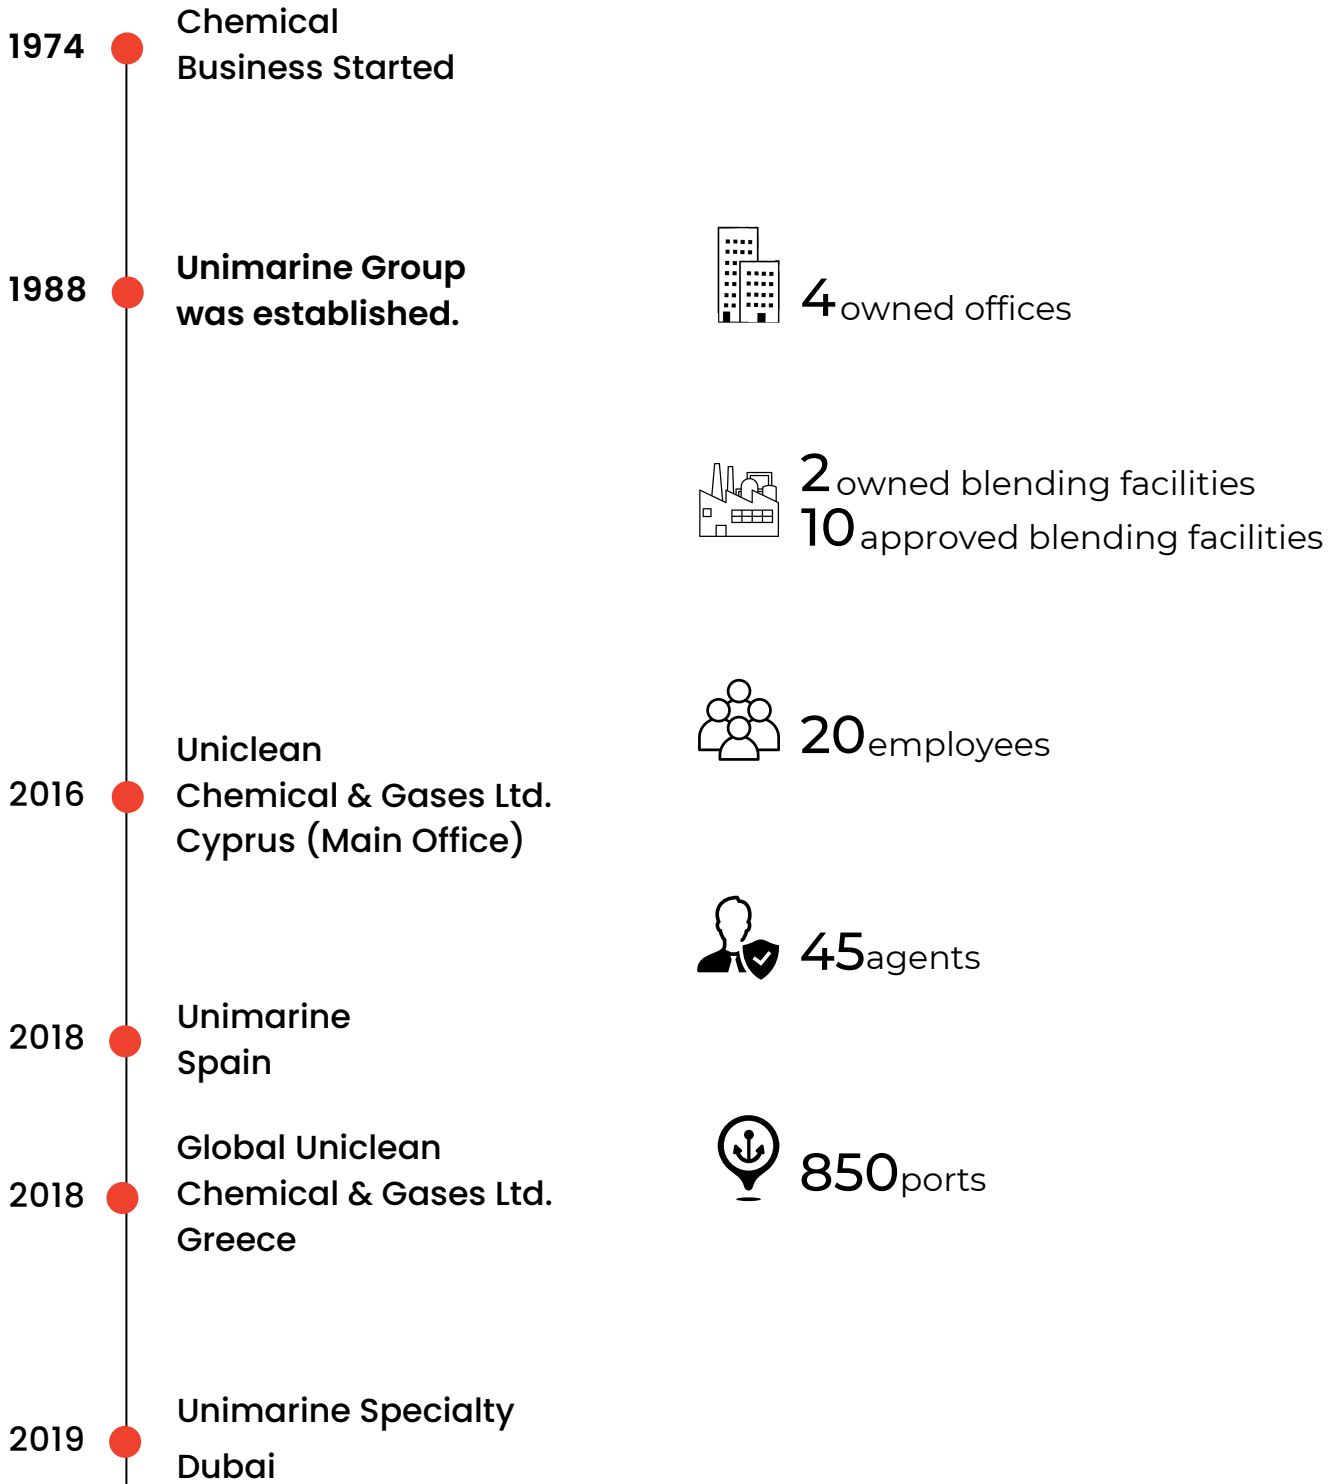 1974
Chemical
Business Started
1988
Unimarine Group
was established.
2016
Uniclean
Chemical & Gases Ltd.
Cyprus (Main Office)
2018
Unimarine
Spain
2018
Global Uniclean
Chemical & Gases Ltd.
Greece
2019
Unimarine Specialty
Dubai
4 owned offices
2 owned blending facilities
10 approved blending facilities
20 employees
45 agents
850 ports